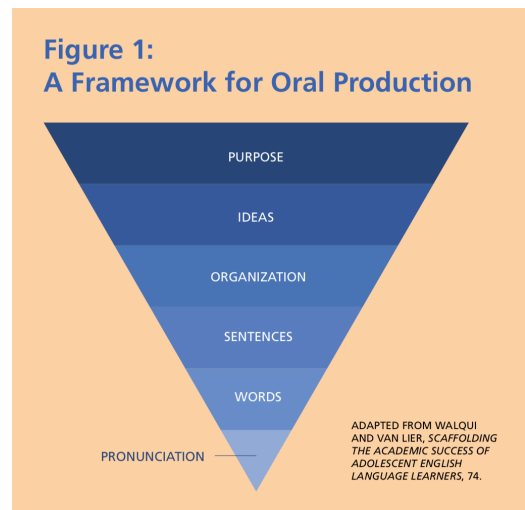 Figure 1:
A Framework for Oral Production
PURPOSE
IDEAS
ORGANIZATION
SENTENCES
WORDS
PRONUNCIATION
ADAPTED FROM WALQUI
AND VAN LIER, SCAFFOLDING
THE ACADEMIC SUCCESS OF
ADOLESCENT ENGLISH
LANGUAGE LEARNERS, 74.